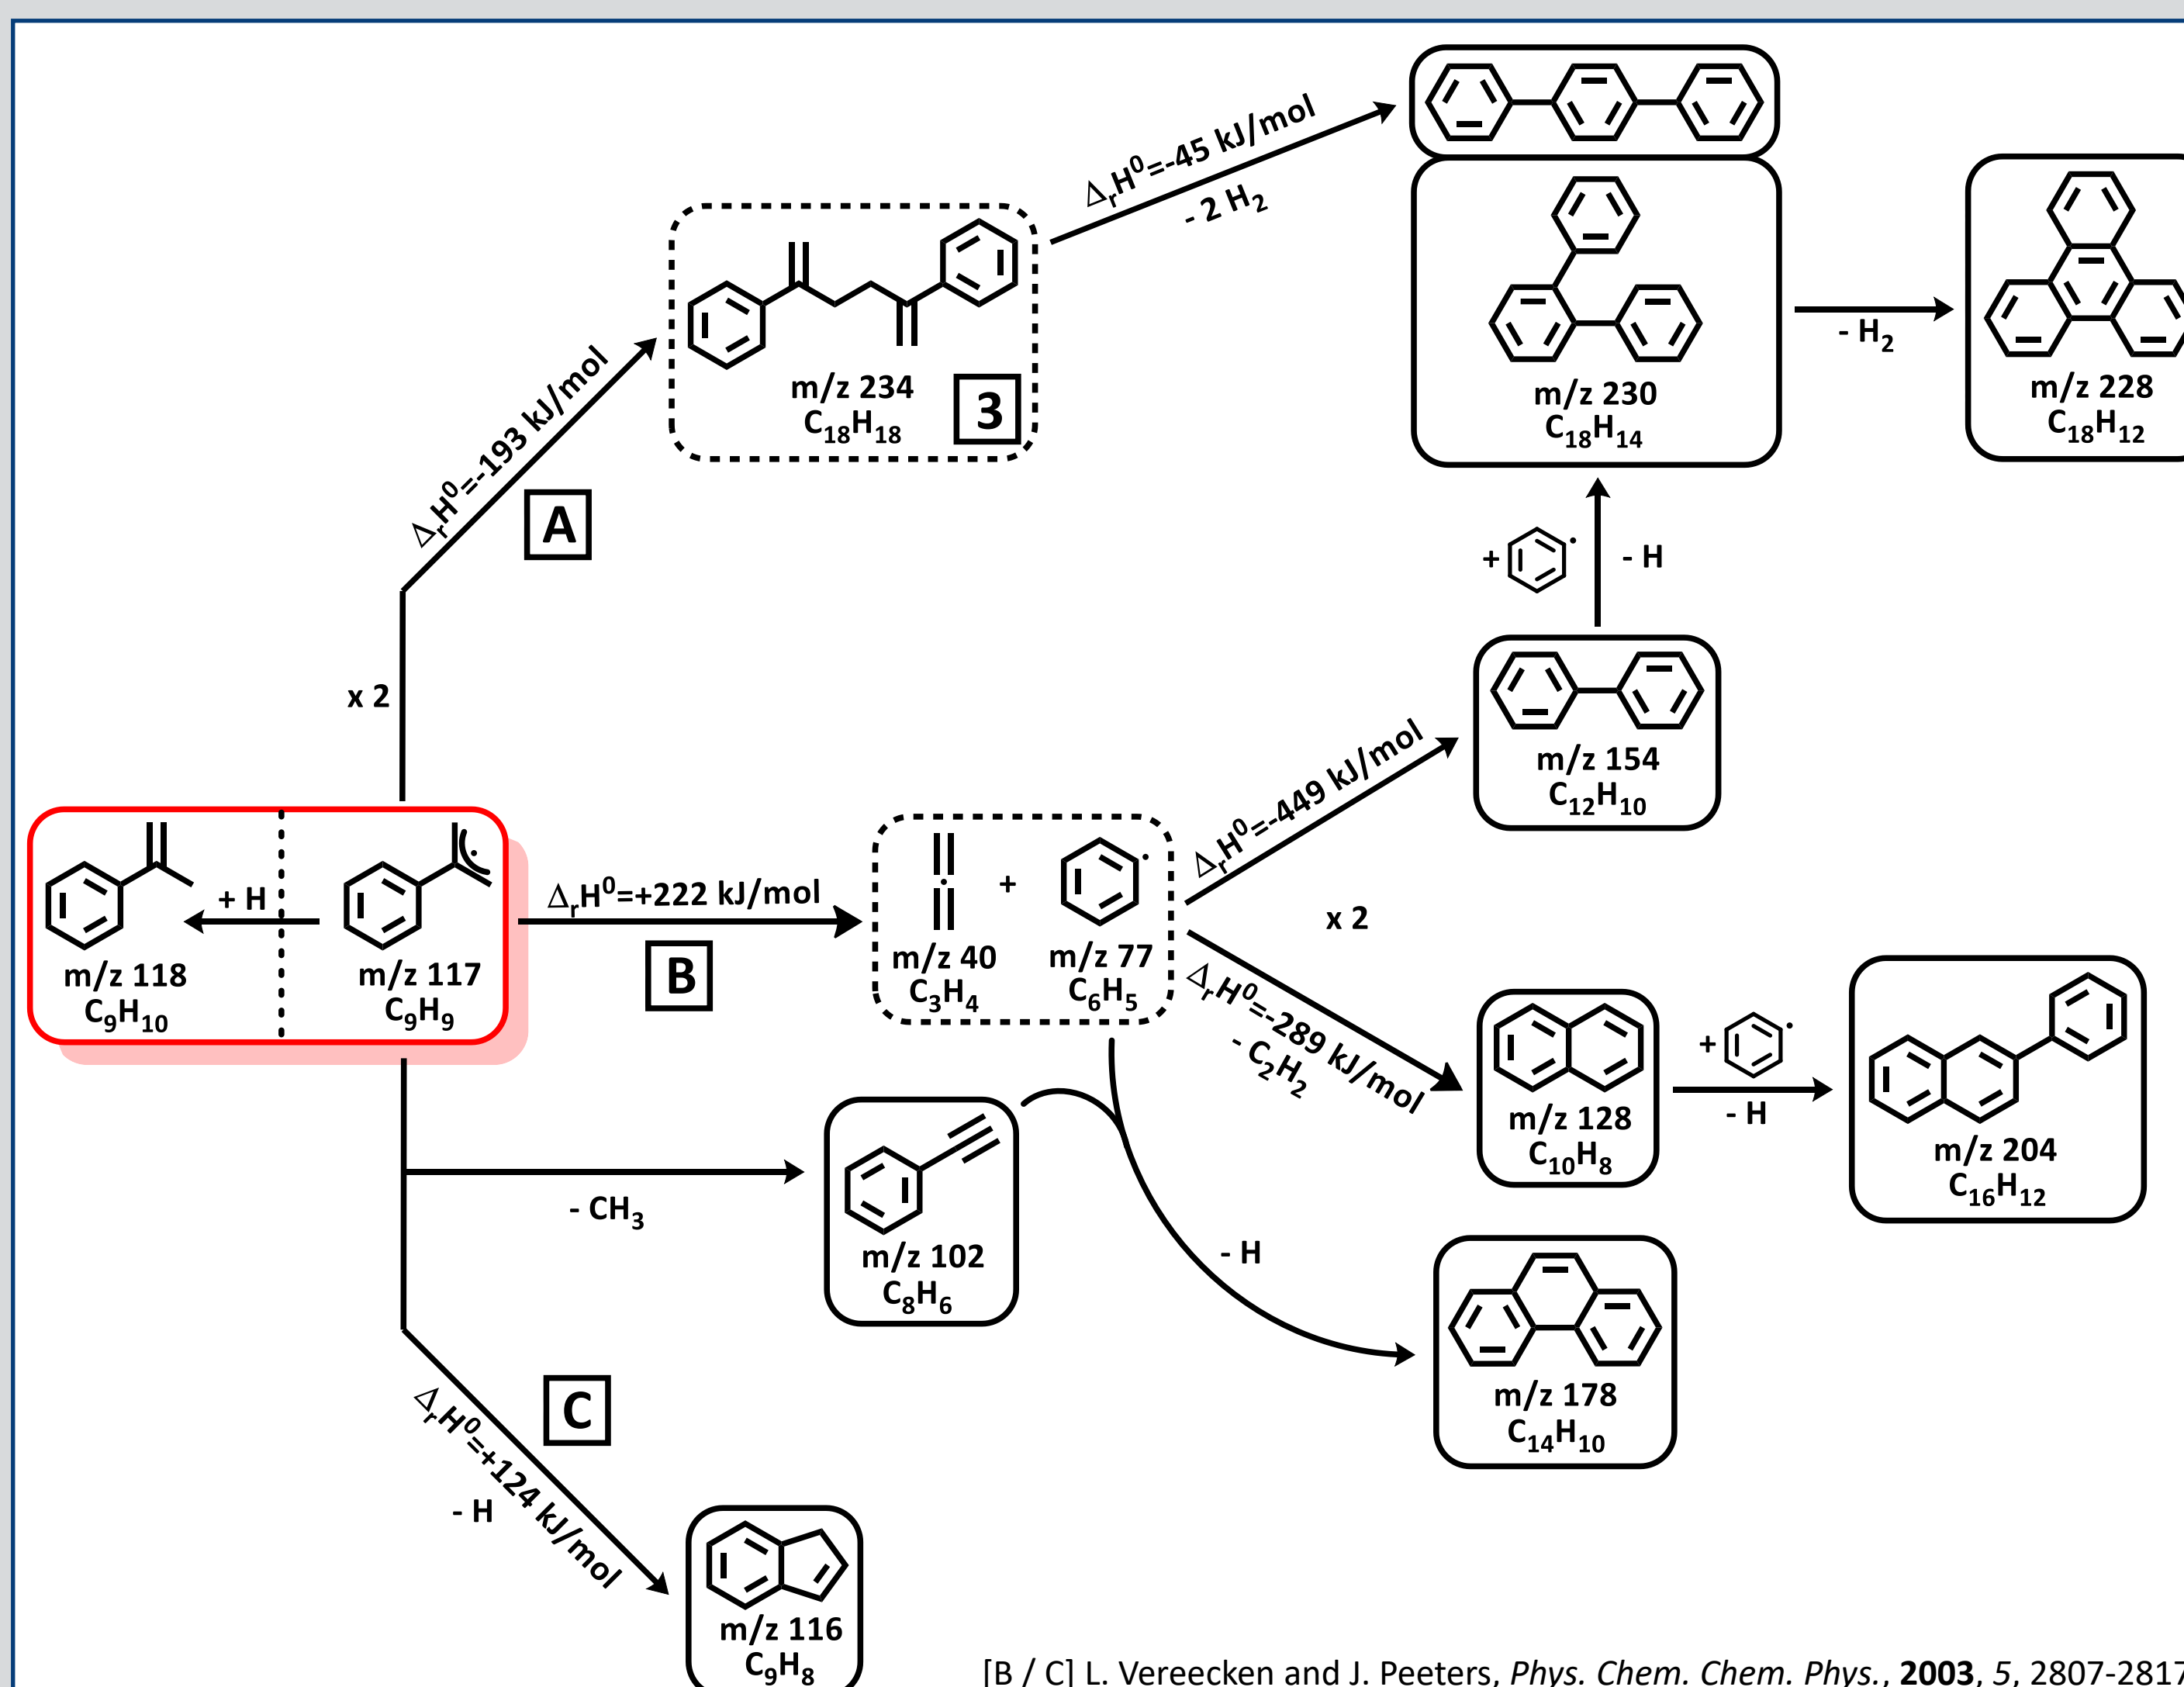 ΔrH⁰=-45 kJ/mol
- 2 H₂
m/z 234
C₁₈H₁₈
3
m/z 230
C₁₈H₁₄
- H₂
m/z 228
C₁₈H₁₂
ΔrH⁰=-193 kJ/mol
A
x 2
+
- H
m/z 154
C₁₂H₁₀
+ H
m/z 118
C₉H₁₀
m/z 117
C₉H₉
ΔrH⁰=+222 kJ/mol
B
+
m/z 40
C₃H₄
m/z 77
C₆H₅
ΔrH⁰=-449 kJ/mol
x 2
ΔrH⁰=-289 kJ/mol
- C₂H₂
m/z 128
C₁₀H₈
+
- H
m/z 204
C₁₆H₁₂
- CH₃
m/z 102
C₈H₆
- H
m/z 178
C₁₄H₁₀
C
ΔrH⁰=+124 kJ/mol
- H
m/z 116
C₉H₈
[B / C] L. Vereecken and J. Peeters, Phys. Chem. Chem. Phys., 2003, 5, 2807-2817